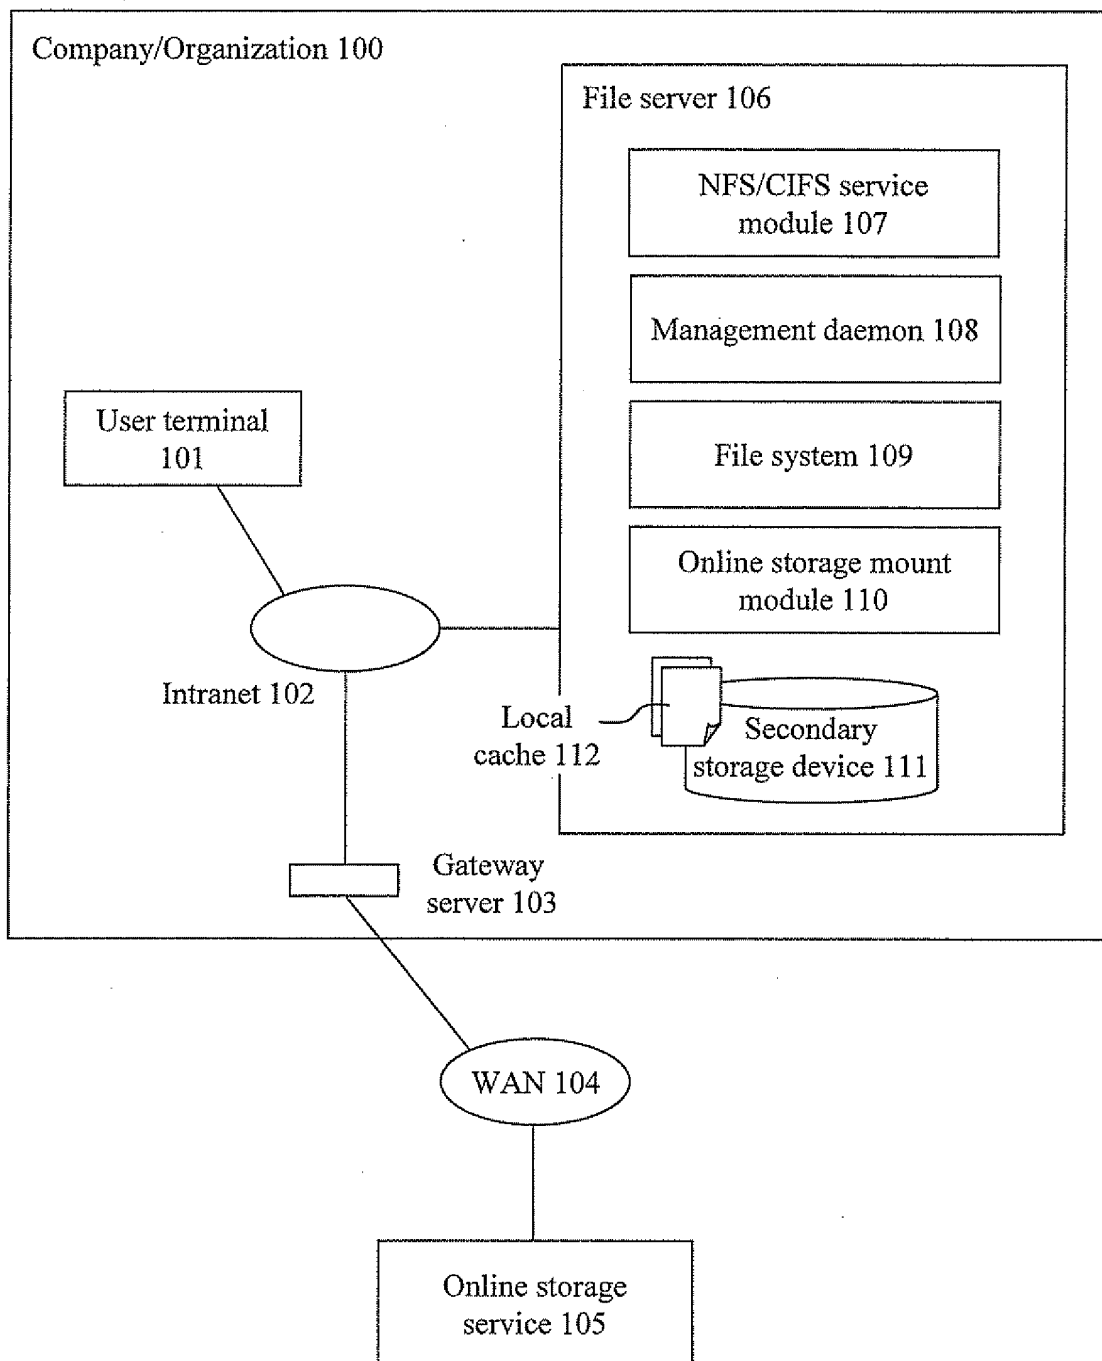 Company/Organization 100
File server 106
NFS/CIFS service
module 107
Management daemon 108
User terminal
101
File system 109
Online storage mount
module 110
Intranet 102
Local
cache 112
Secondary
storage device 111
Gateway
server 103
WAN 104
Online storage
service 105